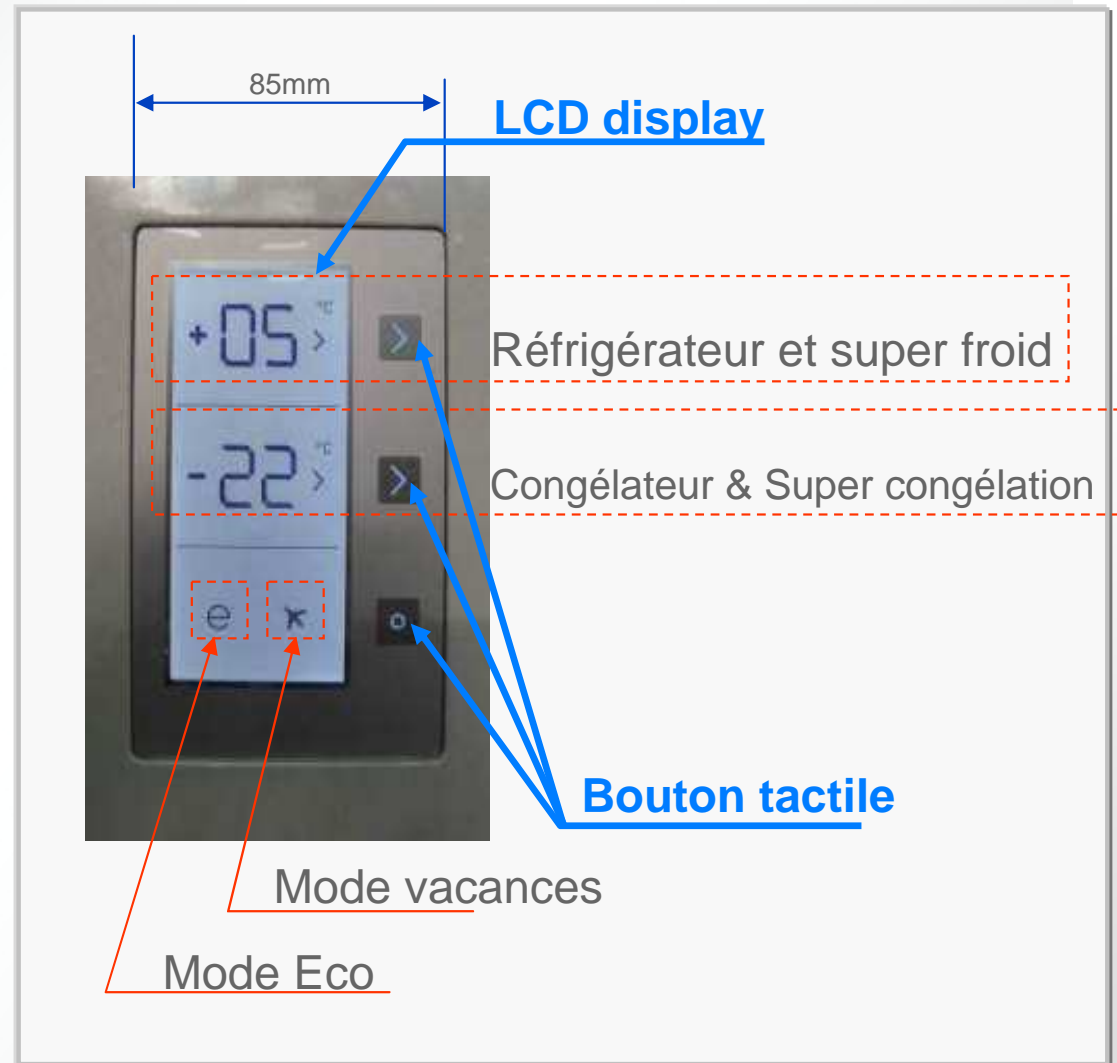 85mm
LCD display
+05 °C >
Réfrigérateur et super froid
-22 °C >
Congélateur & Super congélation
e
Bouton tactile
Mode vacances
Mode Eco